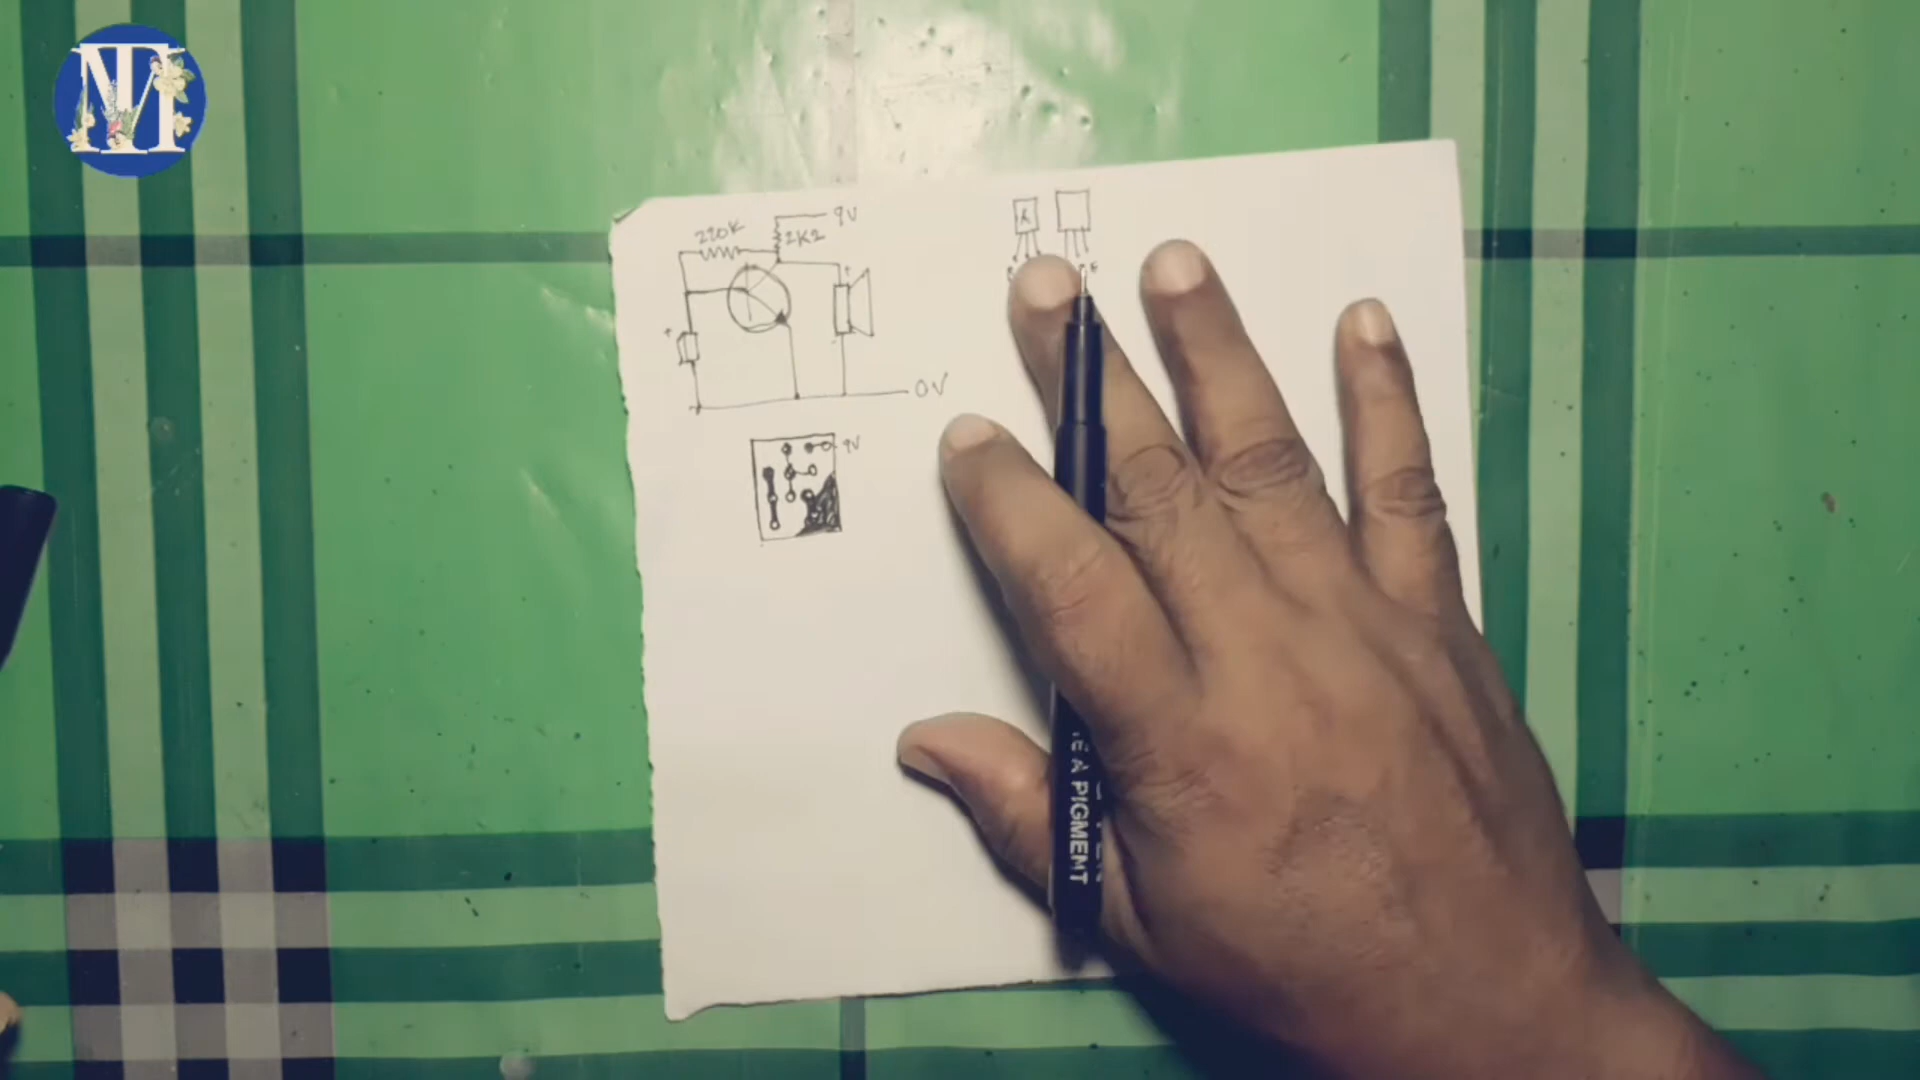 9V
220K
2K2
+
+
0V
9V
E A PIGMENT